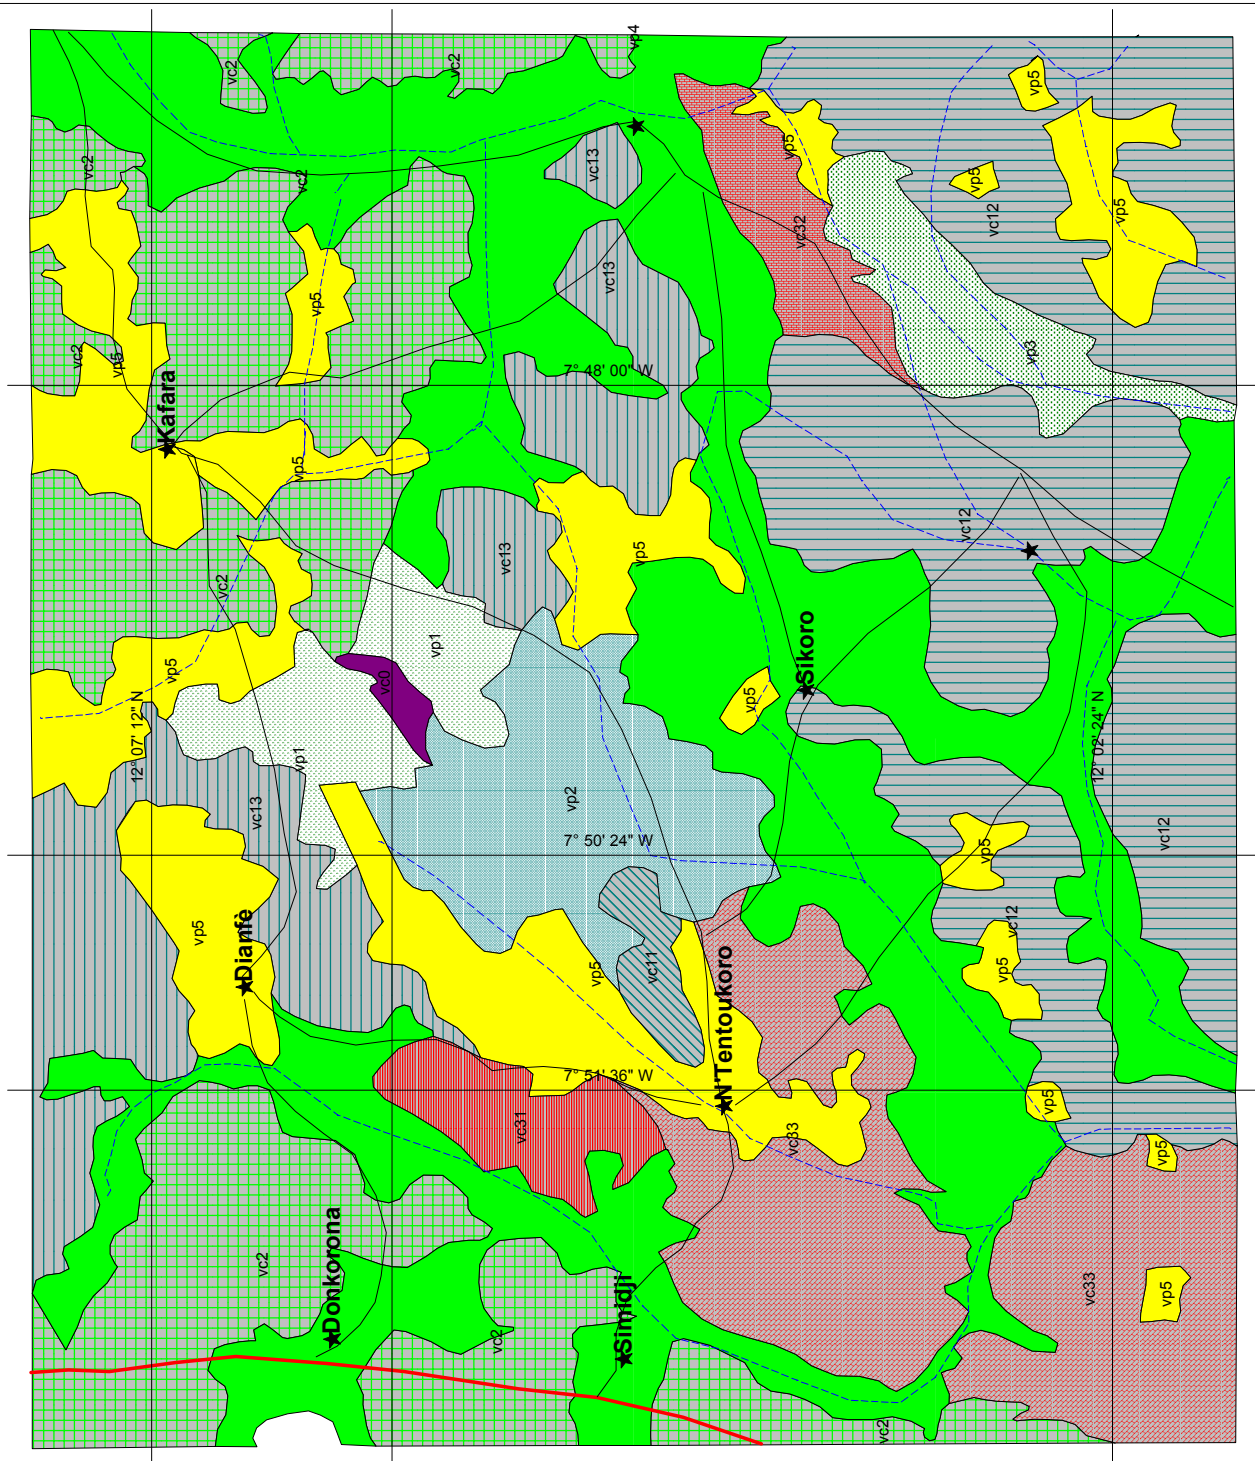 vp4
vc2
vc2
vp5
vc13
vp5
vc2
vc2
vp5
vc12
vp5
vc32
vc13
vp5
vc2
vp5
vp3
7° 48' 00" W
Kafara
vp5
vc12
vc13
vp5
vc2
vp1
vp5
vc0
Sikoro
vp5
12° 07' 12" N
12° 02' 24" N
vp1
vp2
vc13
7° 50' 24" W
vp5
vc12
vp5
vc12
Dianfè
vc11
vp5
vp5
N'Tentoukoro
7° 51' 36" W
vp5
vc31
vc33
vp5
vc2
Donkorona
vc33
vp5
Simidji
vc2
vc2